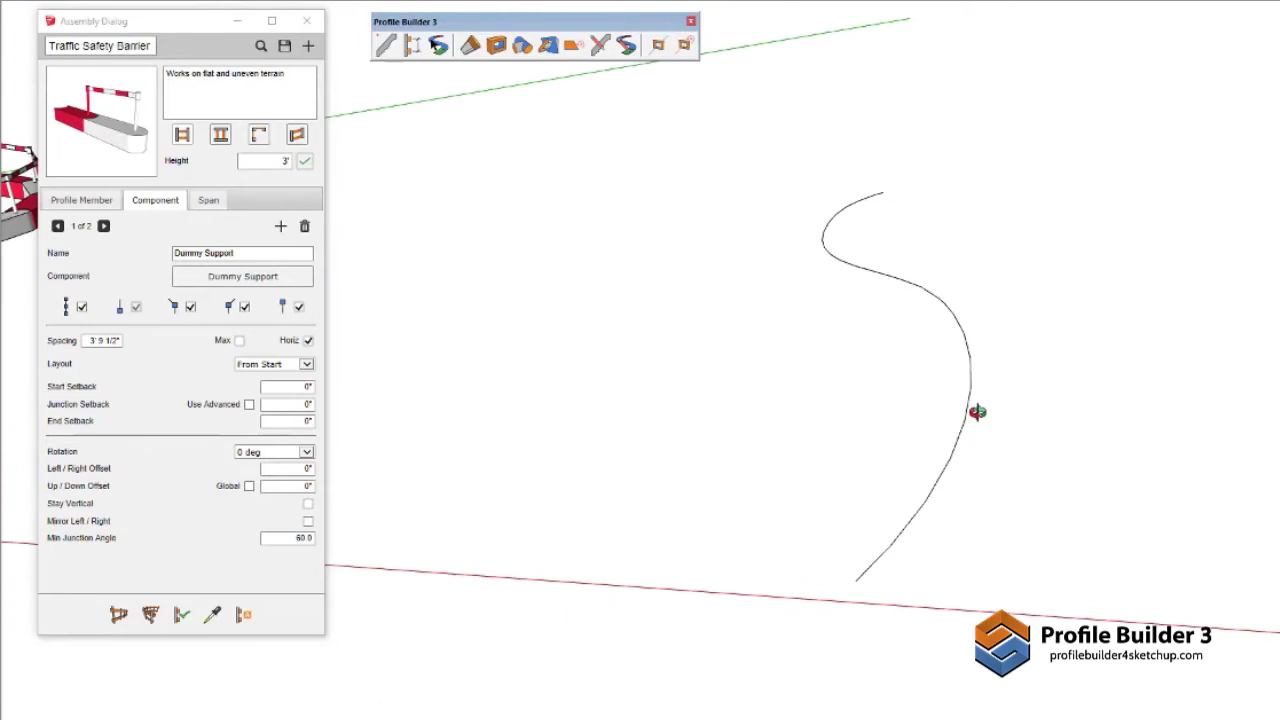 Assembly Dialog
Traffic Safety Barrier
Works on flat and uneven terrain
Height 3'
Profile Member Component Span
1 of 2
Name Dummy Support
Component Dummy Support
Spacing 3' 9 1/2" Max Horiz
Layout From Start
Start Setback 0"
Junction Setback Use Advanced 0"
End Setback 0"
Rotation 0 deg
Left / Right Offset 0"
Up / Down Offset Global 0"
Stay Vertical
Mirror Left / Right
Min Junction Angle 60.0
Profile Builder 3
Profile Builder 3
profilebuilder4sketchup.com